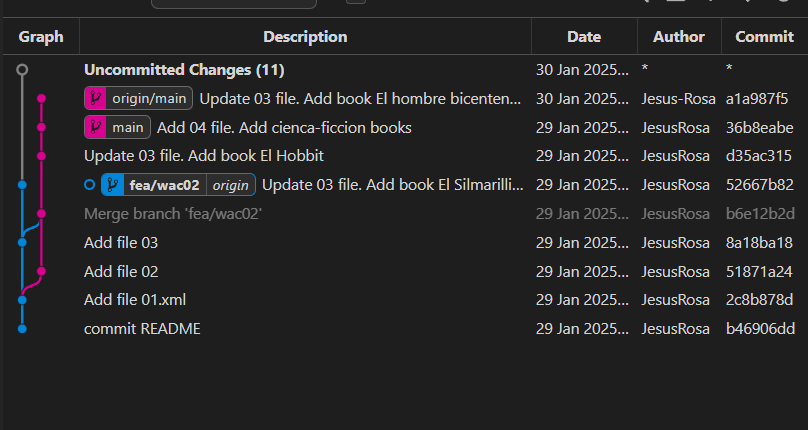 Graph Description Date Author Commit
Uncommitted Changes (11) 30 Jan 2025... * *
origin/main Update 03 file. Add book El hombre bicenten... 30 Jan 2025... Jesus-Rosa a1a987f5
main Add 04 file. Add cienca-ficcion books 29 Jan 2025... JesusRosa 36b8eabe
Update 03 file. Add book El Hobbit 29 Jan 2025... JesusRosa d35ac315
fea/wac02 origin Update 03 file. Add book El Silmarilli... 29 Jan 2025... JesusRosa 52667b82
Merge branch 'fea/wac02' 29 Jan 2025... JesusRosa b6e12b2d
Add file 03 29 Jan 2025... JesusRosa 8a18ba18
Add file 02 29 Jan 2025... JesusRosa 51871a24
Add file 01.xml 29 Jan 2025... JesusRosa 2c8b878d
commit README 29 Jan 2025... JesusRosa b46906dd